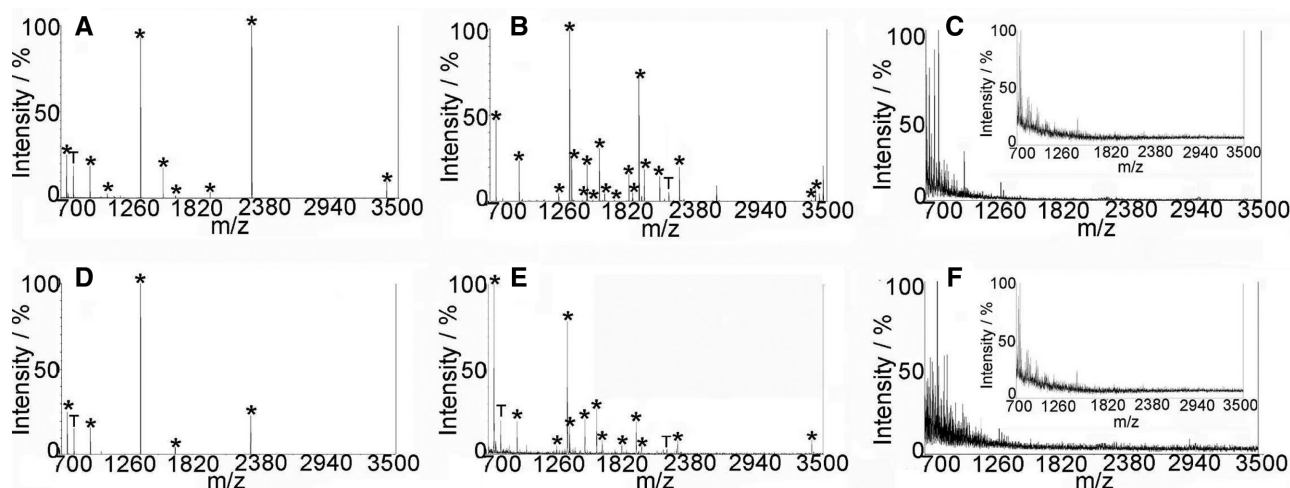 A
100
50
0
Intensity / %
* T * * * * * * * *
700 1260 1820 2380 2940 3500
m/z
B
100
50
0
Intensity / %
* * * * * * * * * * * * * * * * T * * *
700 1260 1820 2380 2940 3500
m/z
C
100
50
0
Intensity / %
700 1260 1820 2380 2940 3500
m/z
100
50
0
Intensity / %
700 1260 1820 2380 2940 3500
m/z
D
100
50
0
Intensity / %
* T * * * *
700 1260 1820 2380 2940 3500
m/z
E
100
50
0
Intensity / %
* T * * * * * * * * * * T * *
700 1260 1820 2380 2940 3500
m/z
F
100
50
0
Intensity / %
700 1260 1820 2380 2940 3500
m/z
100
50
0
Intensity / %
700 1260 1820 2380 2940 3500
m/z